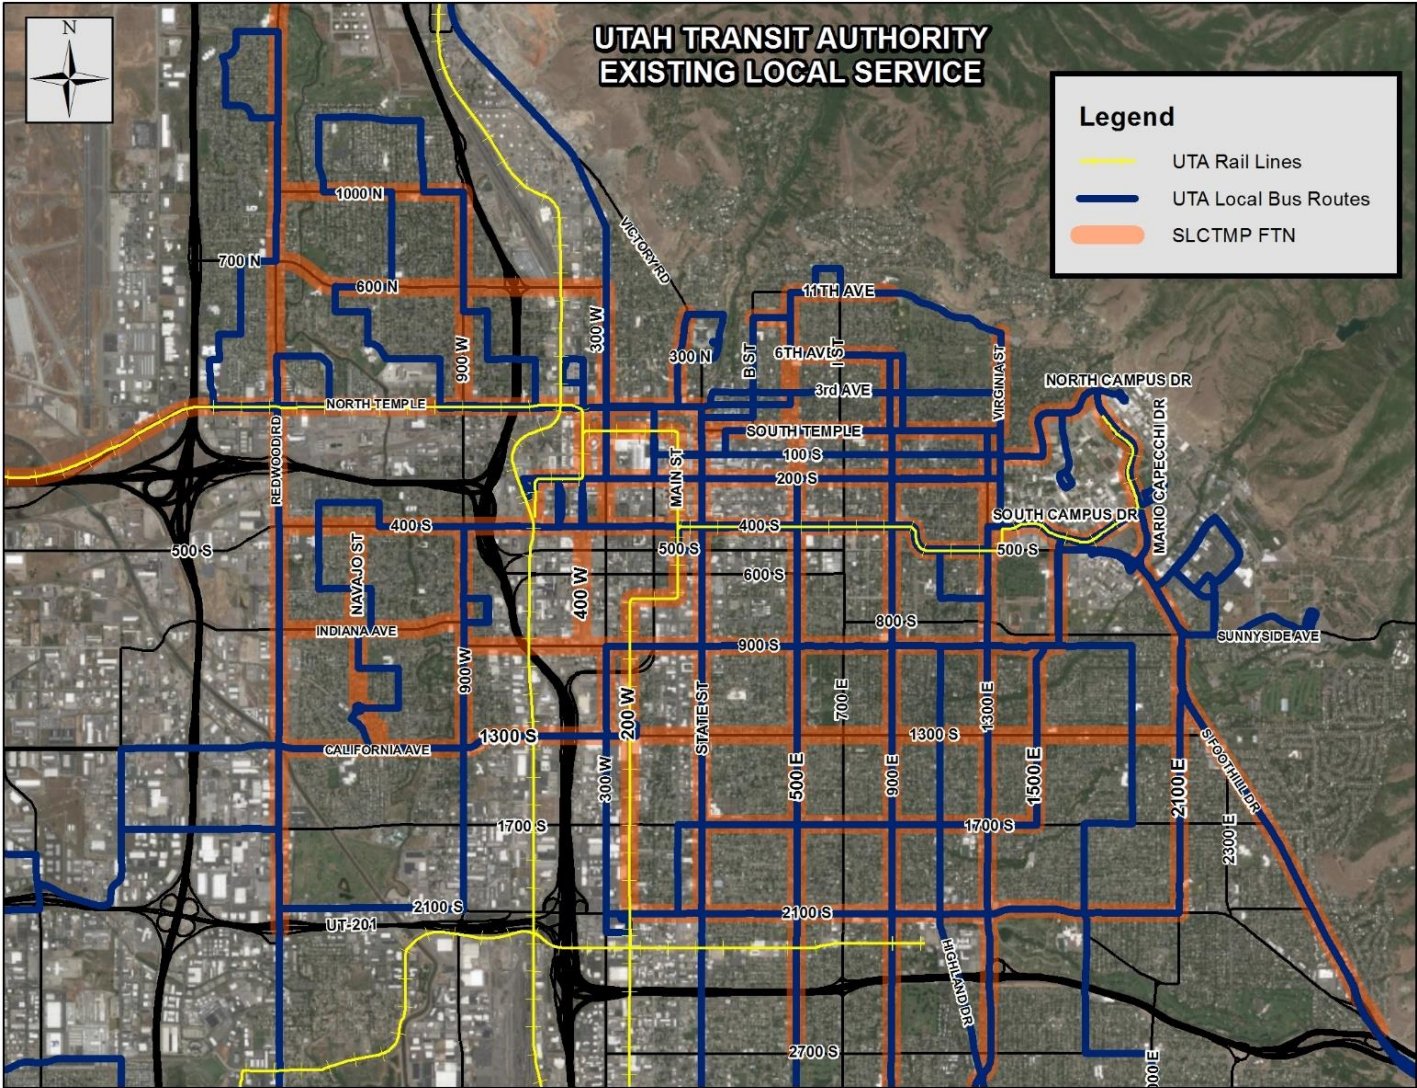 N
UTAH TRANSIT AUTHORITY
EXISTING LOCAL SERVICE
Legend
UTA Rail Lines
UTA Local Bus Routes
SLCTMP FTN
1000 N
VICTORY RD
700 N
600 N
11TH AVE
300 W
900 W
300 N
B ST
6TH AVE
I ST
VIRGINIA ST
NORTH CAMPUS DR
3rd AVE
NORTH TEMPLE
REDWOOD RD
SOUTH TEMPLE
MARIO CAPECCHI DR
100 S
MAIN ST
200 S
SOUTH CAMPUS DR
400 S
400 S
500 S
NAVAJO ST
500 S
500 S
600 S
400 W
800 S
INDIANA AVE
SUNNYSIDE AVE
900 S
900 W
200 W
STATE ST
700 E
1300 E
1300 S
1300 S
CALIFORNIA AVE
S FOOTHILL DR
300 W
500 E
900 E
1500 E
2100 E
1700 S
1700 S
2300 E
2100 S
2100 S
UT-201
HIGHLAND DR
2700 S